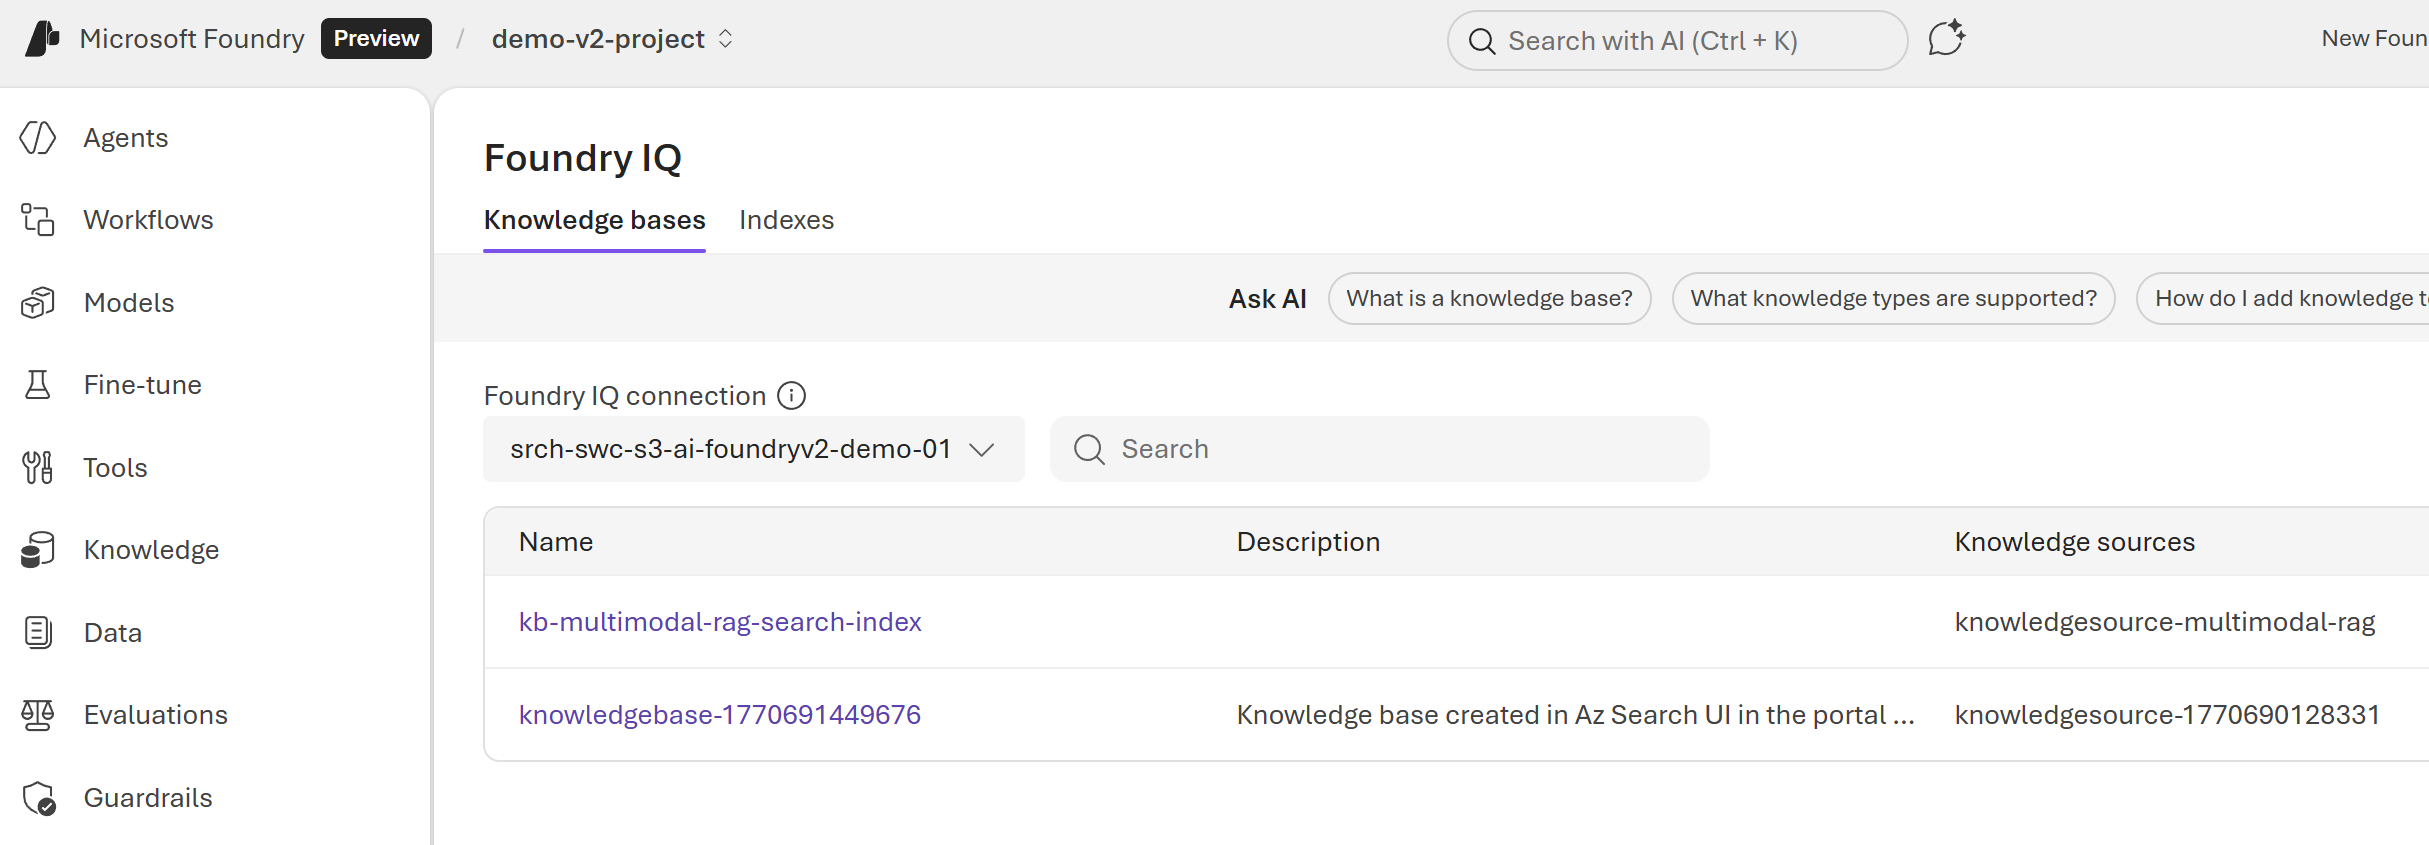 Microsoft Foundry Preview / demo-v2-project Search with AI (Ctrl + K) New Foun
Agents
Workflows
Models
Fine-tune
Tools
Knowledge
Data
Evaluations
Guardrails
Foundry IQ
Knowledge bases Indexes
Ask AI What is a knowledge base? What knowledge types are supported? How do I add knowledge t
Foundry IQ connection
srch-swc-s3-ai-foundryv2-demo-01 Search
Name Description Knowledge sources
kb-multimodal-rag-search-index knowledgesource-multimodal-rag
knowledgebase-1770691449676 Knowledge base created in Az Search UI in the portal ... knowledgesource-1770690128331